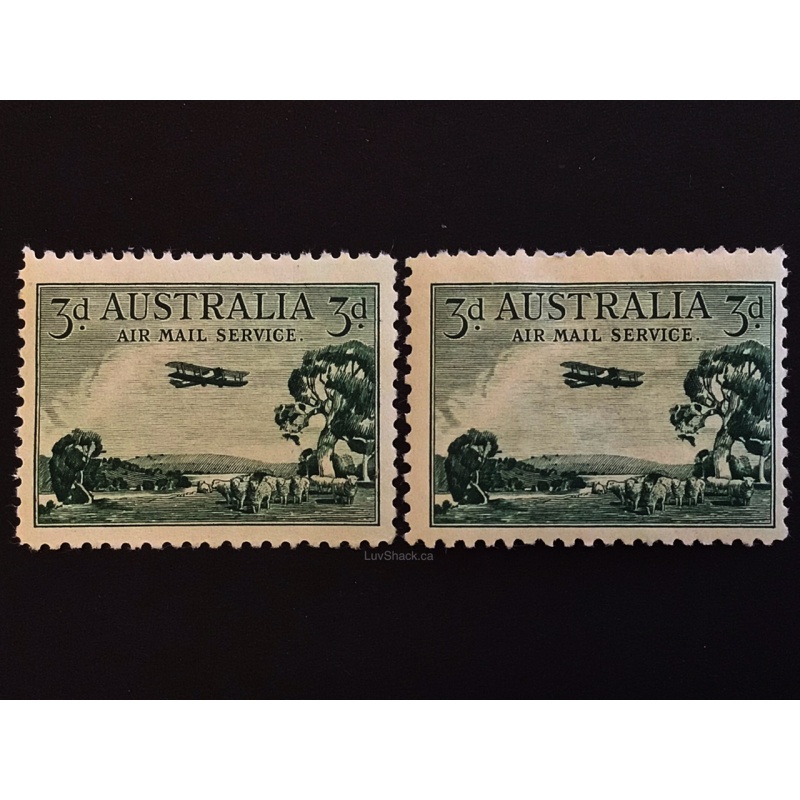 3d AUSTRALIA 3d
AIR MAIL SERVICE.
3d AUSTRALIA 3d
AIR MAIL SERVICE.
LuvShack.ca